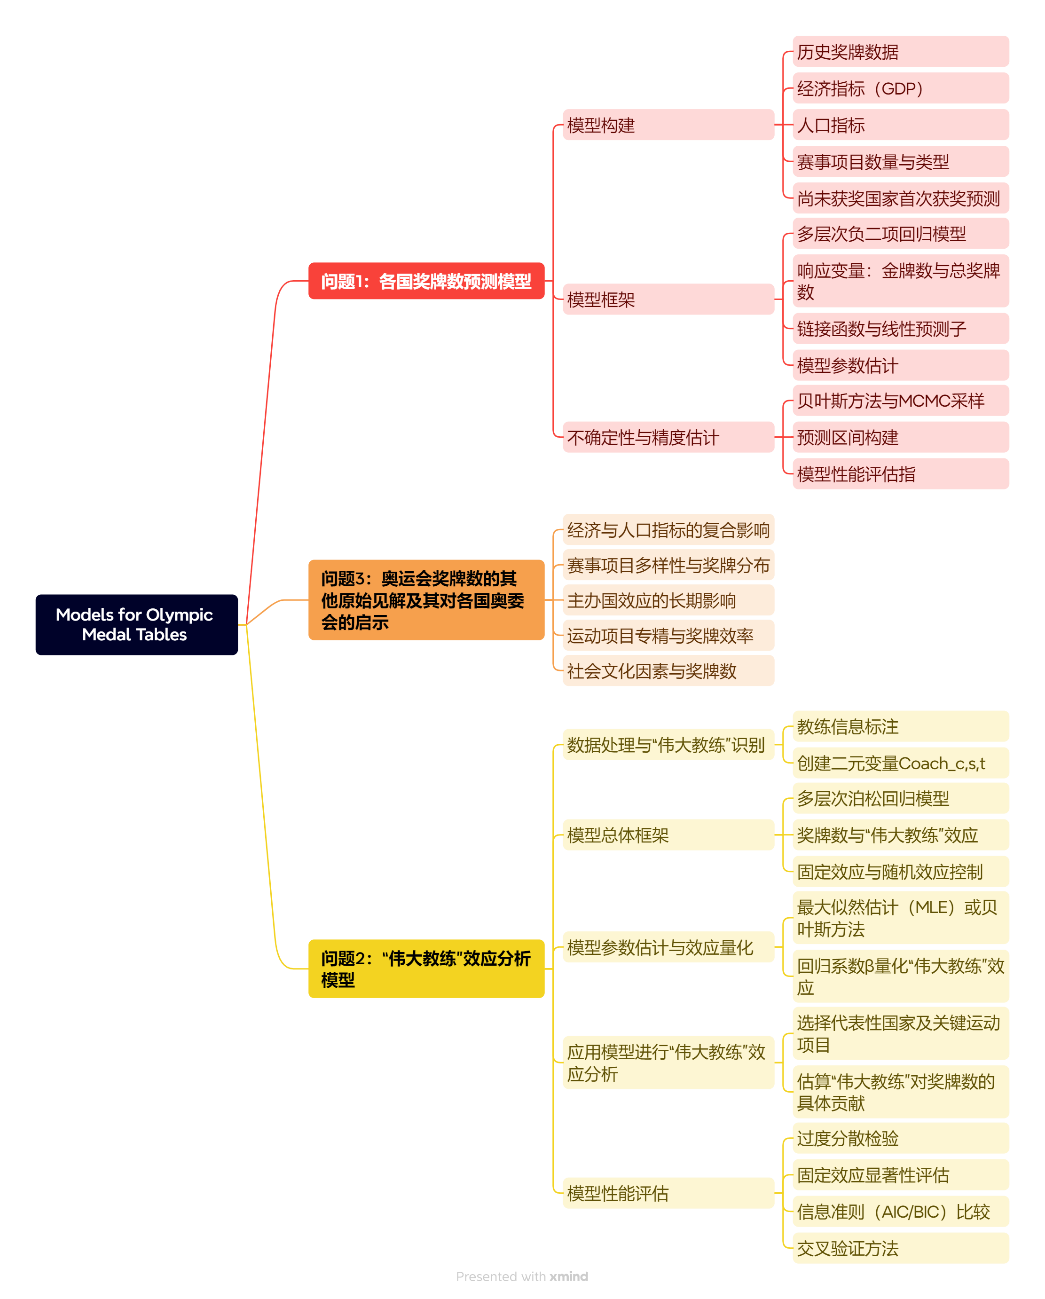 Models for Olympic
Medal Tables
问题1：各国奖牌数预测模型
模型构建
历史奖牌数据
经济指标（GDP）
人口指标
赛事项目数量与类型
尚未获奖国家首次获奖预测
模型框架
多层次负二项回归模型
响应变量：金牌数与总奖牌
数
链接函数与线性预测子
模型参数估计
不确定性与精度估计
贝叶斯方法与MCMC采样
预测区间构建
模型性能评估指
问题3：奥运会奖牌数的其
他原始见解及其对各国奥委
会的启示
经济与人口指标的复合影响
赛事项目多样性与奖牌分布
主办国效应的长期影响
运动项目专精与奖牌效率
社会文化因素与奖牌数
问题2：“伟大教练”效应分析
模型
数据处理与“伟大教练”识别
教练信息标注
创建二元变量Coach_c,s,t
模型总体框架
多层次泊松回归模型
奖牌数与“伟大教练”效应
固定效应与随机效应控制
模型参数估计与效应量化
最大似然估计（MLE）或贝
叶斯方法
回归系数β量化“伟大教练”效
应
应用模型进行“伟大教练”效
应分析
选择代表性国家及关键运动
项目
估算“伟大教练”对奖牌数的
具体贡献
模型性能评估
过度分散检验
固定效应显著性评估
信息准则（AIC/BIC）比较
交叉验证方法
Presented with xmind